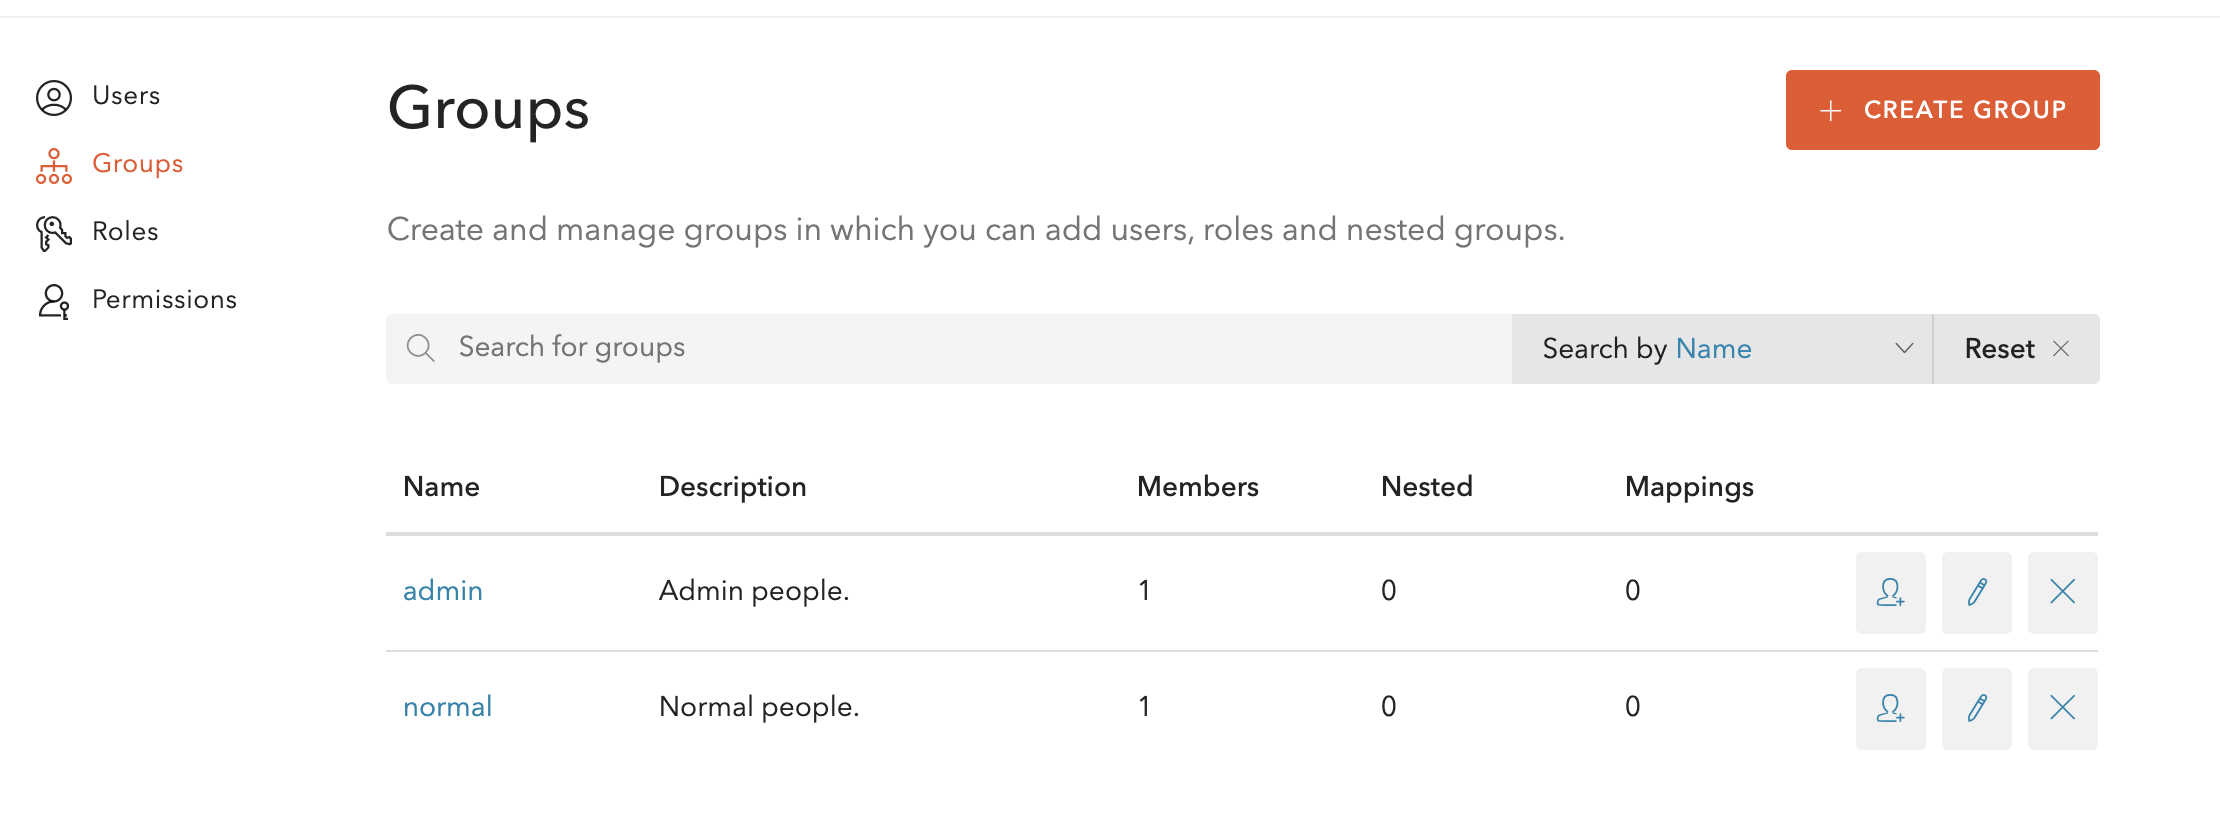 Users
Groups
Roles
Permissions
Groups
CREATE GROUP
Create and manage groups in which you can add users, roles and nested groups.
Search for groups
Search by Name
Reset
Name Description Members Nested Mappings
admin Admin people. 1 0 0
normal Normal people. 1 0 0